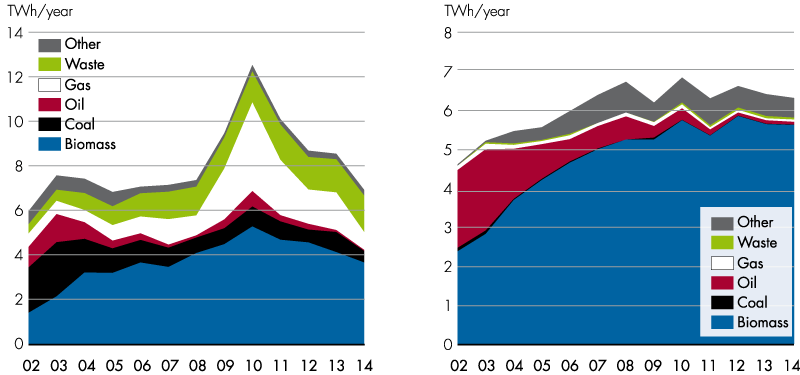 TWh/year
14
12
10
8
6
4
2
0
Other
Waste
Gas
Oil
Coal
Biomass
02 03 04 05 06 07 08 09 10 11 12 13 14
TWh/year
8
7
6
5
4
3
2
1
0
Other
Waste
Gas
Oil
Coal
Biomass
02 03 04 05 06 07 08 09 10 11 12 13 14